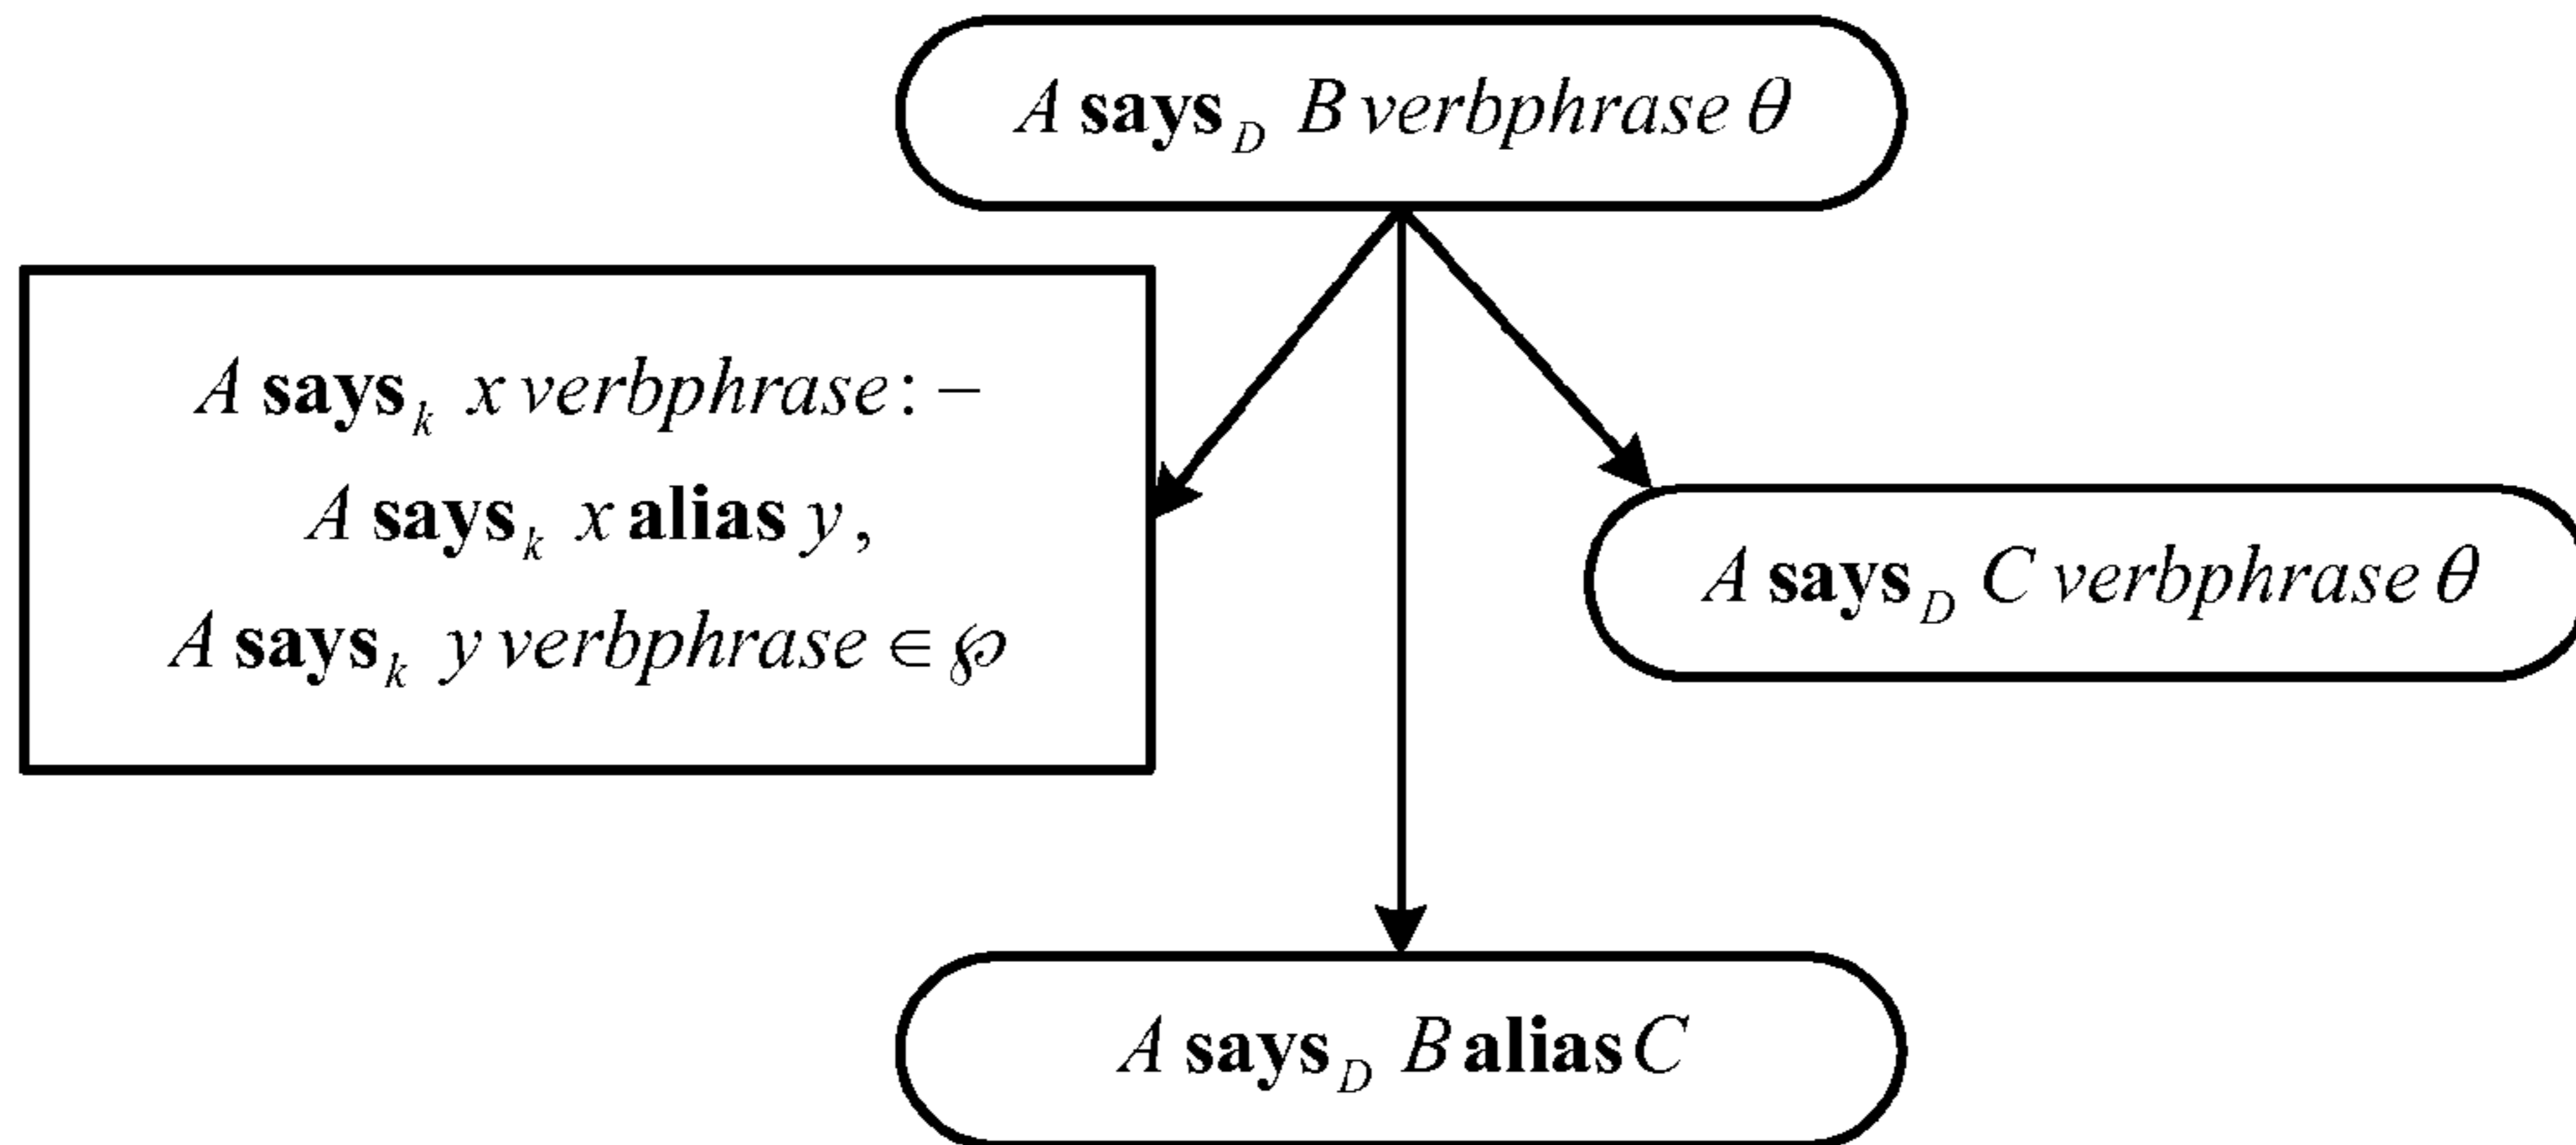 A says_D B verbphrase θ
A says_k x verbphrase :–
A says_k x alias y,
A says_k y verbphrase ∈ ℘
A says_D C verbphrase θ
A says_D B alias C